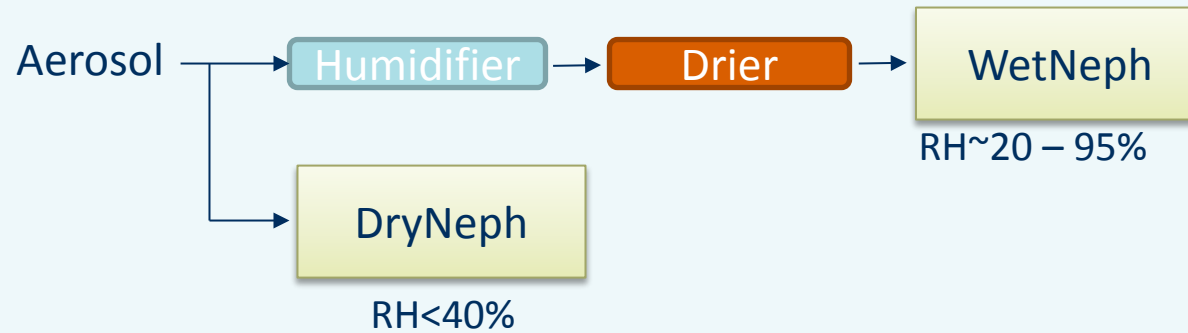 Aerosol
Humidifier
Drier
WetNeph
RH~20 – 95%
DryNeph
RH<40%